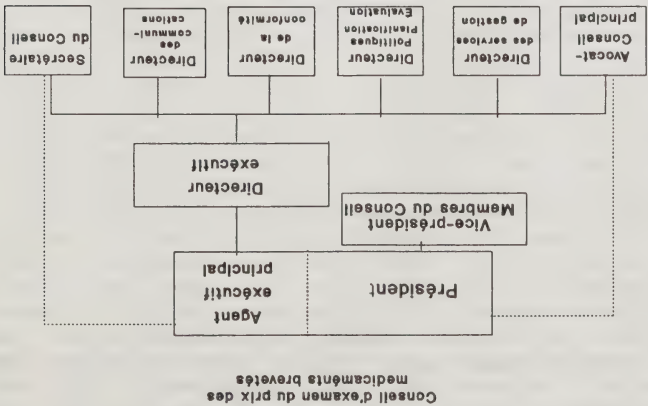 Conseil d'examen du prix des
medicaménts brevetés
Président
Agent
exécutif
principal
Vice-président
Membres du Conseil
Directeur
exécutif
Avocat-
Conseil
principal
Directeur
des services
de gestion
Directeur
Politiques
Planification
Evaluation
Directeur
de la
conformité
Directeur
des
communi-
cations
Secrétaire
du Conseil